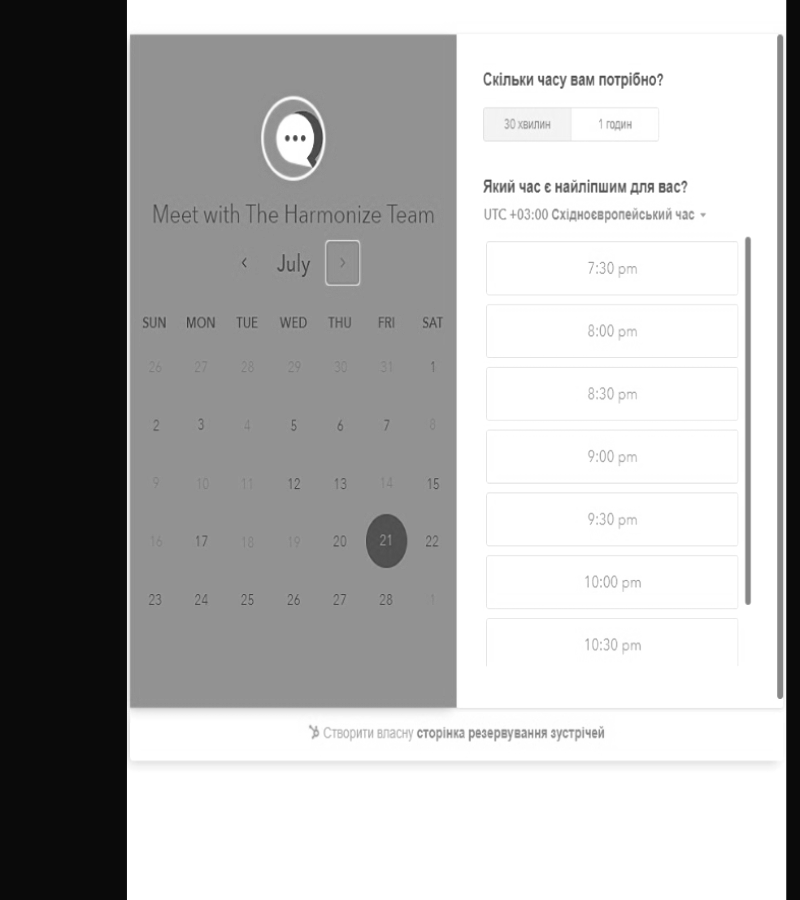 Meet with The Harmonize Team
July
SUN MON TUE WED THU FRI SAT
26 27 28 29 30 31 1
2 3 4 5 6 7 8
9 10 11 12 13 14 15
16 17 18 19 20 21 22
23 24 25 26 27 28 1
Скільки часу вам потрібно?
30 хвилин 1 годин
Який час є найліпшим для вас?
UTC +03:00 Східноєвропейський час
7:30 pm
8:00 pm
8:30 pm
9:00 pm
9:30 pm
10:00 pm
10:30 pm
Створити власну сторінка резервування зустрічей